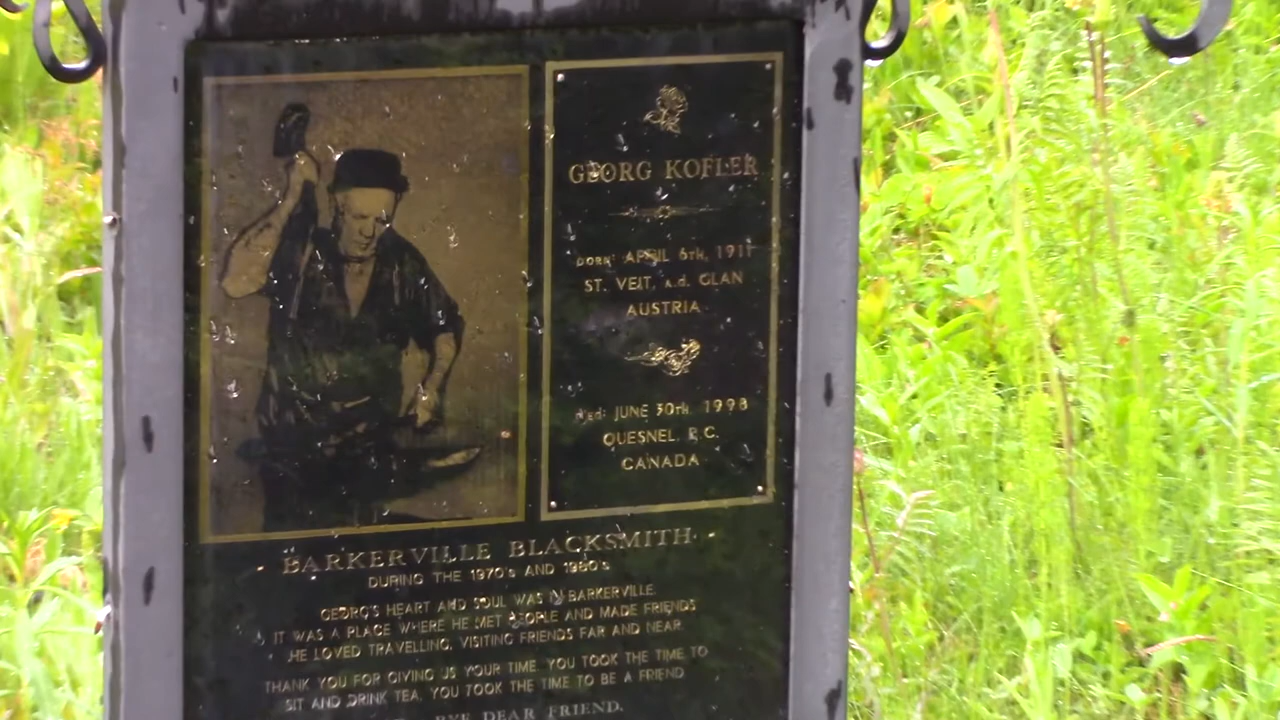 GEORG KOFLER
BORN: APRIL 6TH, 1911
ST. VEIT, a.d. GLAN
AUSTRIA
Died: JUNE 30TH, 1998
QUESNEL, B.C.
CANADA
BARKERVILLE BLACKSMITH
DURING THE 1970's AND 1980's
GEORG'S HEART AND SOUL WAS IN BARKERVILLE.
IT WAS A PLACE WHERE HE MET PEOPLE AND MADE FRIENDS
HE LOVED TRAVELLING, VISITING FRIENDS FAR AND NEAR.
THANK YOU FOR GIVING US YOUR TIME. YOU TOOK THE TIME TO
SIT AND DRINK TEA. YOU TOOK THE TIME TO BE A FRIEND
BYE DEAR FRIEND.